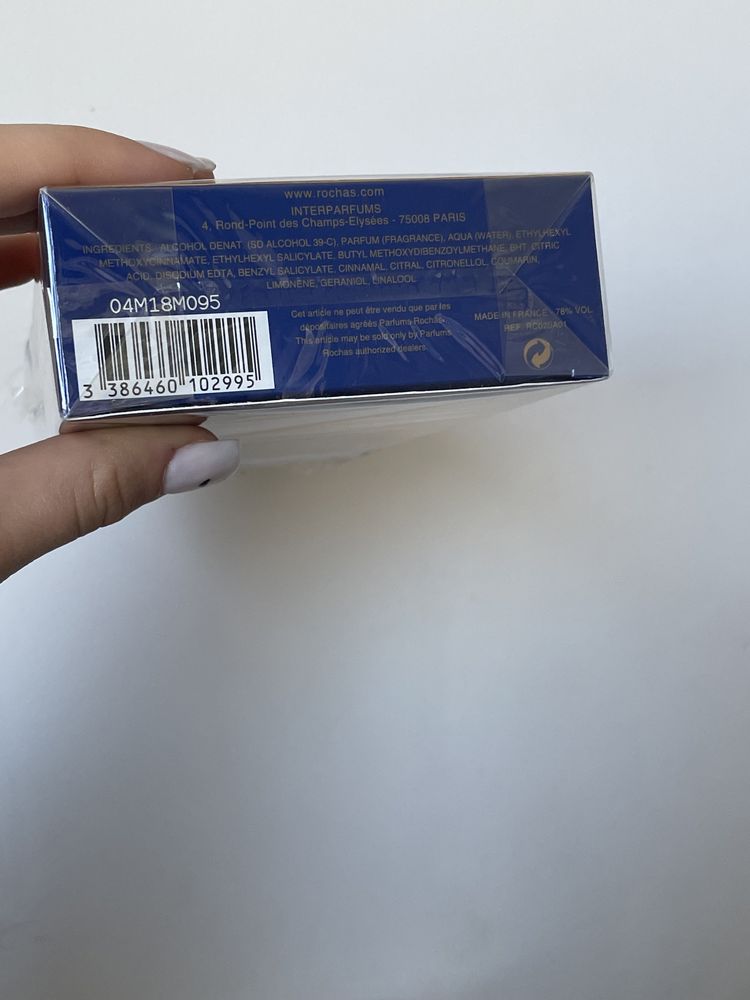 www.rochas.com
INTERPARFUMS
4, Rond-Point des Champs-Elysées - 75008 PARIS
INGREDIENTS: ALCOHOL DENAT. (SD ALCOHOL 39-C), PARFUM (FRAGRANCE), AQUA (WATER), ETHYLHEXYL
METHOXYCINNAMATE, ETHYLHEXYL SALICYLATE, BUTYL METHOXYDIBENZOYLMETHANE, BHT, CITRIC
ACID, DISODIUM EDTA, BENZYL SALICYLATE, CINNAMAL, CITRAL, CITRONELLOL, COUMARIN,
LIMONENE, GERANIOL, LINALOOL.
04M18M095
3 386460 102995
Cet article ne peut être vendu que par les
dépositaires agréés Parfums Rochas.
This article may be sold only by Parfums
Rochas authorized dealers.
MADE IN FRANCE - 78% VOL
REF. RC020A01